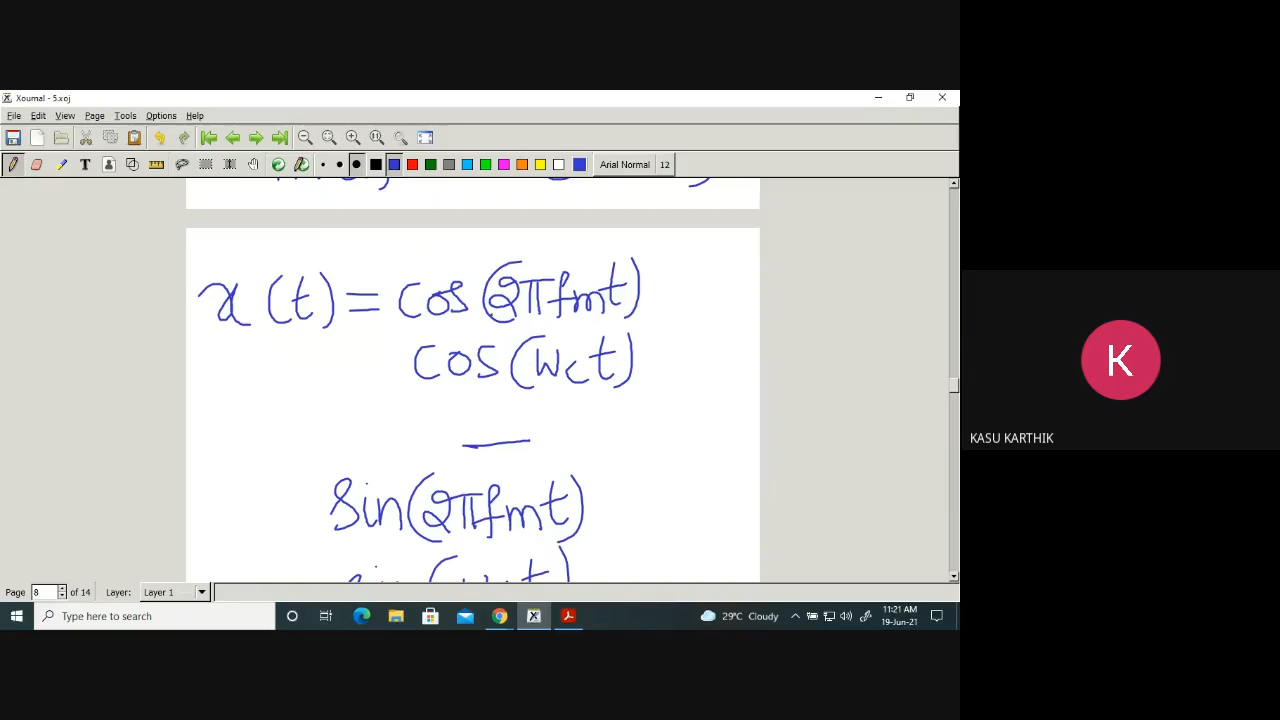 Xournal - 5.xoj
File Edit View Page Tools Options Help
T Arial Normal 12
x(t) = cos(2πfmt)
cos(wct)
—
Sin(2πfmt)
K
KASU KARTHIK
Page 8 of 14 Layer: Layer 1
Type here to search
29°C Cloudy
11:21 AM
19-Jun-21